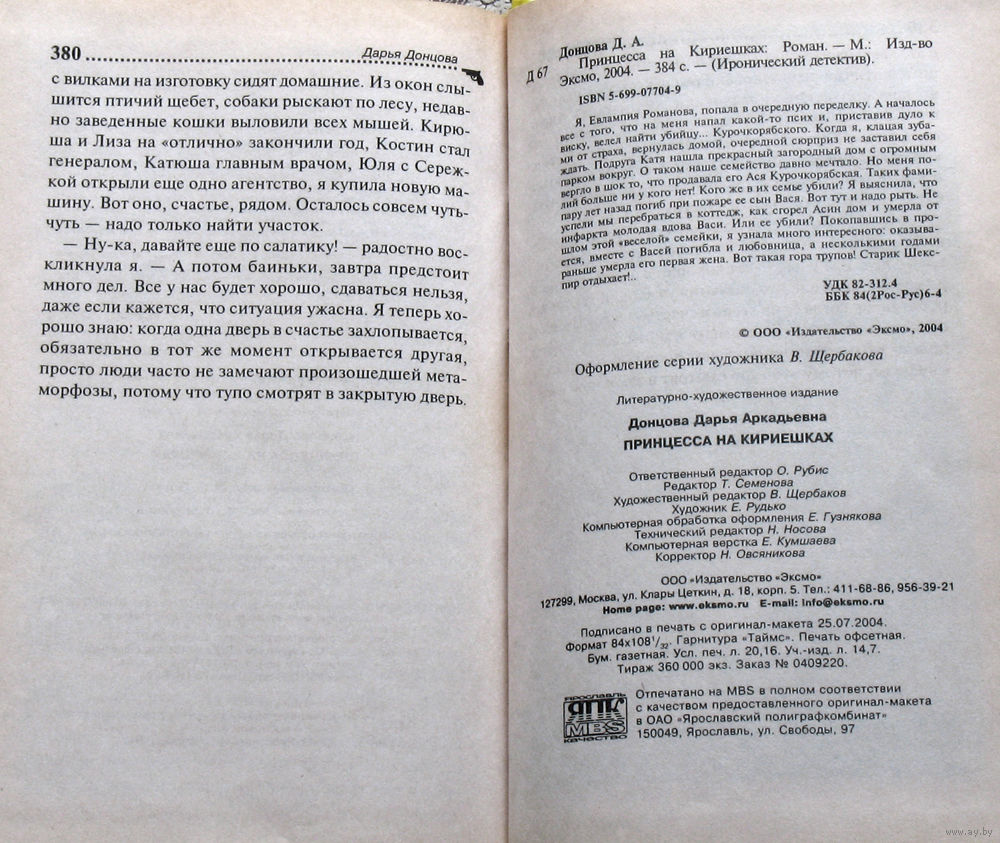 380 Дарья Донцова
с вилками на изготовку сидят домашние. Из окон слы-
шится птичий щебет, собаки рыскают по лесу, недав-
но заведенные кошки выловили всех мышей. Кирю-
ша и Лиза на «отлично» закончили год, Костин стал
генералом, Катюша главным врачом, Юля с Сереж-
кой открыли еще одно агентство, я купила новую ма-
шину. Вот оно, счастье, рядом. Осталось совсем чуть-
чуть — надо только найти участок.
— Ну-ка, давайте еще по салатику! — радостно вос-
кликнула я. — А потом баиньки, завтра предстоит
много дел. Все у нас будет хорошо, сдаваться нельзя,
даже если кажется, что ситуация ужасна. Я теперь хо-
рошо знаю: когда одна дверь в счастье захлопывается,
обязательно в тот же момент открывается другая,
просто люди часто не замечают произошедшей мета-
морфозы, потому что тупо смотрят в закрытую дверь.
Донцова Д. А.
Д 67 Принцесса на Кириешках: Роман. — М.: Изд-во
Эксмо, 2004. — 384 с. — (Иронический детектив).
ISBN 5-699-07704-9
Я, Евлампия Романова, попала в очередную переделку. А началось
все с того, что на меня напал какой-то псих и, приставив дуло к
виску, велел найти убийцу... Курочкорябского. Когда я, клацая зуба-
ми от страха, вернулась домой, очередной сюрприз не заставил себя
ждать. Подруга Катя нашла прекрасный загородный дом с огромным
парком вокруг. О таком наше семейство давно мечтало. Но меня по-
вергло в шок то, что продавала его Ася Курочкорябская. Таких фами-
лий больше ни у кого нет! Кого же в их семье убили? Я выяснила, что
пару лет назад погиб при пожаре ее сын Вася. Вот тут и надо рыть. Не
успели мы перебраться в коттедж, как сгорел Асин дом и умерла от
инфаркта молодая вдова Васи. Или ее убили? Покопавшись в про-
шлом этой «веселой» семейки, я узнала много интересного: оказыва-
ется, вместе с Васей погибла и любовница, а несколькими годами
раньше умерла его первая жена. Вот такая гора трупов! Старик Шекс-
пир отдыхает!..
УДК 82-312.4
ББК 84(2Рос-Рус)6-4
© ООО «Издательство «Эксмо», 2004
Оформление серии художника В. Щербакова
Литературно-художественное издание
Донцова Дарья Аркадьевна
ПРИНЦЕССА НА КИРИЕШКАХ
Ответственный редактор О. Рубис
Редактор Т. Семенова
Художественный редактор В. Щербаков
Художник Е. Рудько
Компьютерная обработка оформления Е. Гузнякова
Технический редактор Н. Носова
Компьютерная верстка Е. Кумшаева
Корректор Н. Овсяникова
ООО «Издательство «Эксмо»
127299, Москва, ул. Клары Цеткин, д. 18, корп. 5. Тел.: 411-68-86, 956-39-21
Home page: www.eksmo.ru E-mail: info@eksmo.ru
Подписано в печать с оригинал-макета 25.07.2004.
Формат 84x108 1/32. Гарнитура «Таймс». Печать офсетная.
Бум. газетная. Усл. печ. л. 20,16. Уч.-изд. л. 14,7.
Тираж 360 000 экз. Заказ № 0409220.
ЯРОСЛАВЛЬ
ЯПК
MBS
КАЧЕСТВО
Отпечатано на MBS в полном соответствии
с качеством предоставленного оригинал-макета
в ОАО «Ярославский полиграфкомбинат»
150049, Ярославль, ул. Свободы, 97
www.ay.by